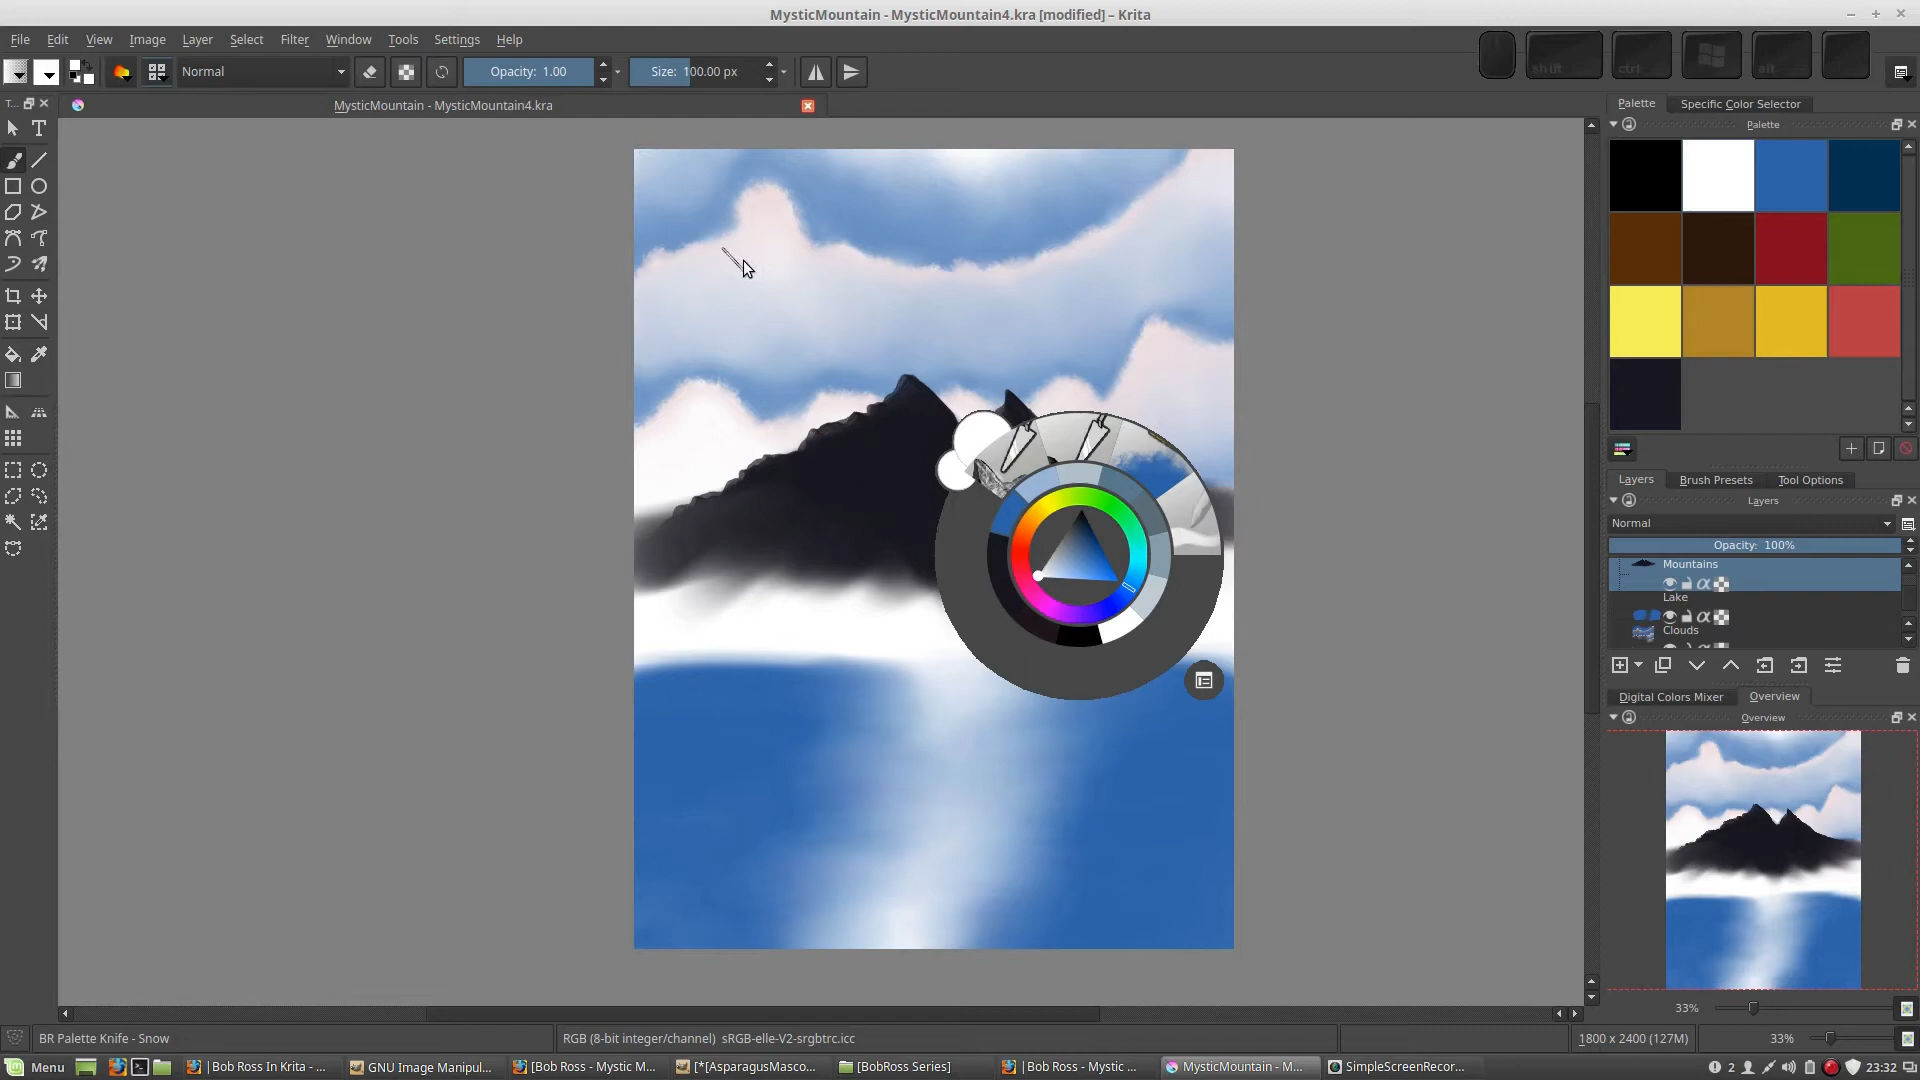 MysticMountain - MysticMountain4.kra [modified] – Krita
File Edit View Image Layer Select Filter Window Tools Settings Help
shift ctrl alt
Normal Opacity: 1.00 Size: 100.00 px
T...
MysticMountain - MysticMountain4.kra
Palette Specific Color Selector
Palette
Layers Brush Presets Tool Options
Layers
Normal
Opacity: 100%
Mountains
Lake
Clouds
Digital Colors Mixer Overview
Overview
33%
BR Palette Knife - Snow RGB (8-bit integer/channel) sRGB-elle-V2-srgbtrc.icc 1800 x 2400 (127M) 33%
Menu |Bob Ross In Krita - ... GNU Image Manipul... [Bob Ross - Mystic M... [*[AsparagusMasco... [BobRoss Series] |Bob Ross - Mystic ... MysticMountain - M... SimpleScreenRecor... 2 23:32